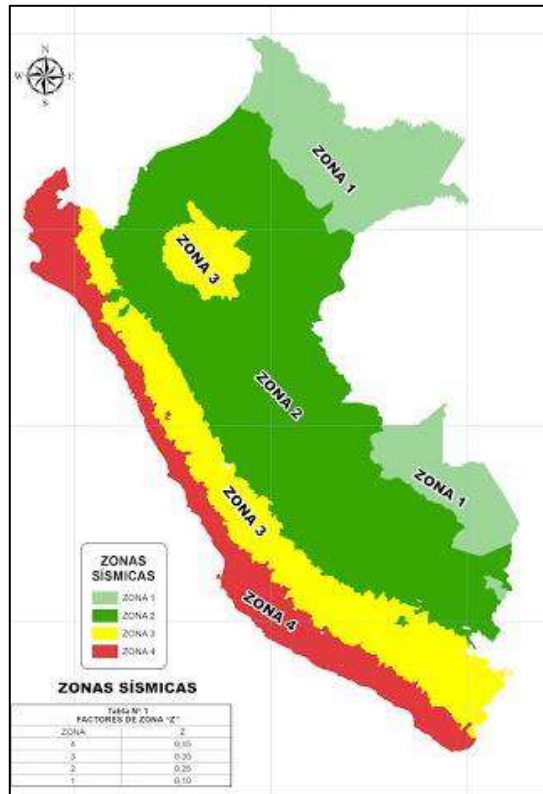 N
W E
S
ZONA 1
ZONA 3
ZONA 2
ZONA 1
ZONA 3
ZONA 4
ZONAS
SÍSMICAS
ZONA 1
ZONA 2
ZONA 3
ZONA 4
ZONAS SÍSMICAS
Tabla N° 1
FACTORES DE ZONA "Z"
ZONA Z
4 0,45
3 0,35
2 0,25
1 0,10